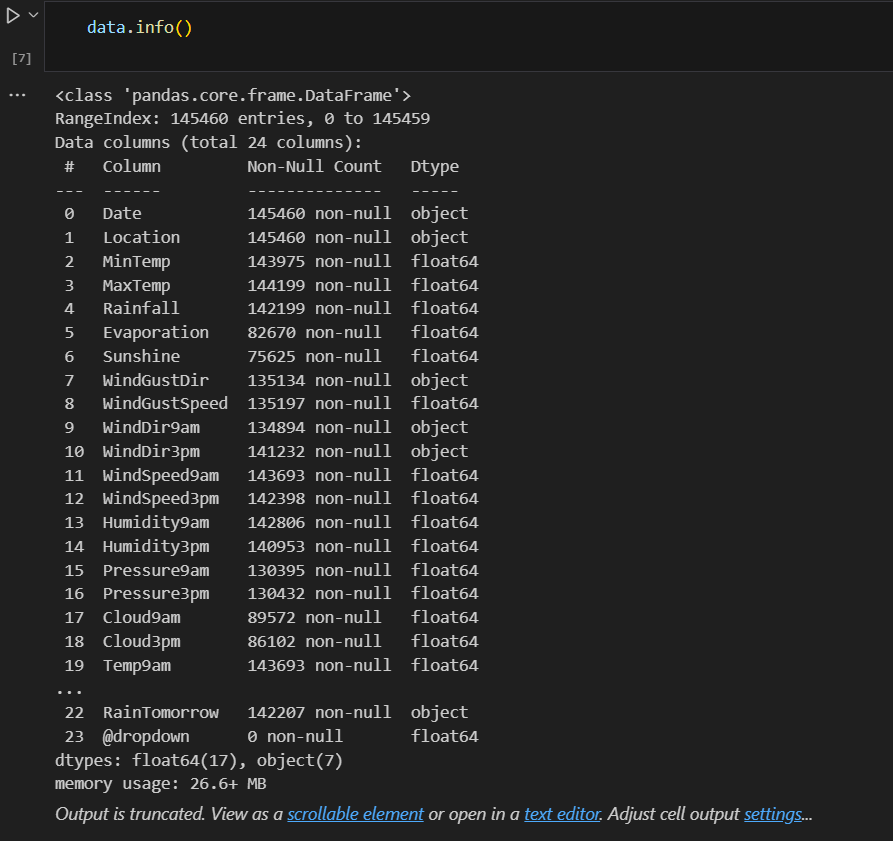 data.info()
[7]
...
<class 'pandas.core.frame.DataFrame'>
RangeIndex: 145460 entries, 0 to 145459
Data columns (total 24 columns):
 #   Column         Non-Null Count   Dtype
---  ------         --------------   -----
 0   Date           145460 non-null  object
 1   Location       145460 non-null  object
 2   MinTemp        143975 non-null  float64
 3   MaxTemp        144199 non-null  float64
 4   Rainfall       142199 non-null  float64
 5   Evaporation    82670 non-null   float64
 6   Sunshine       75625 non-null   float64
 7   WindGustDir    135134 non-null  object
 8   WindGustSpeed  135197 non-null  float64
 9   WindDir9am     134894 non-null  object
 10  WindDir3pm     141232 non-null  object
 11  WindSpeed9am   143693 non-null  float64
 12  WindSpeed3pm   142398 non-null  float64
 13  Humidity9am    142806 non-null  float64
 14  Humidity3pm    140953 non-null  float64
 15  Pressure9am    130395 non-null  float64
 16  Pressure3pm    130432 non-null  float64
 17  Cloud9am       89572 non-null   float64
 18  Cloud3pm       86102 non-null   float64
 19  Temp9am        143693 non-null  float64
...
 22  RainTomorrow   142207 non-null  object
 23  @dropdown      0 non-null       float64
dtypes: float64(17), object(7)
memory usage: 26.6+ MB
Output is truncated. View as a scrollable element or open in a text editor. Adjust cell output settings...